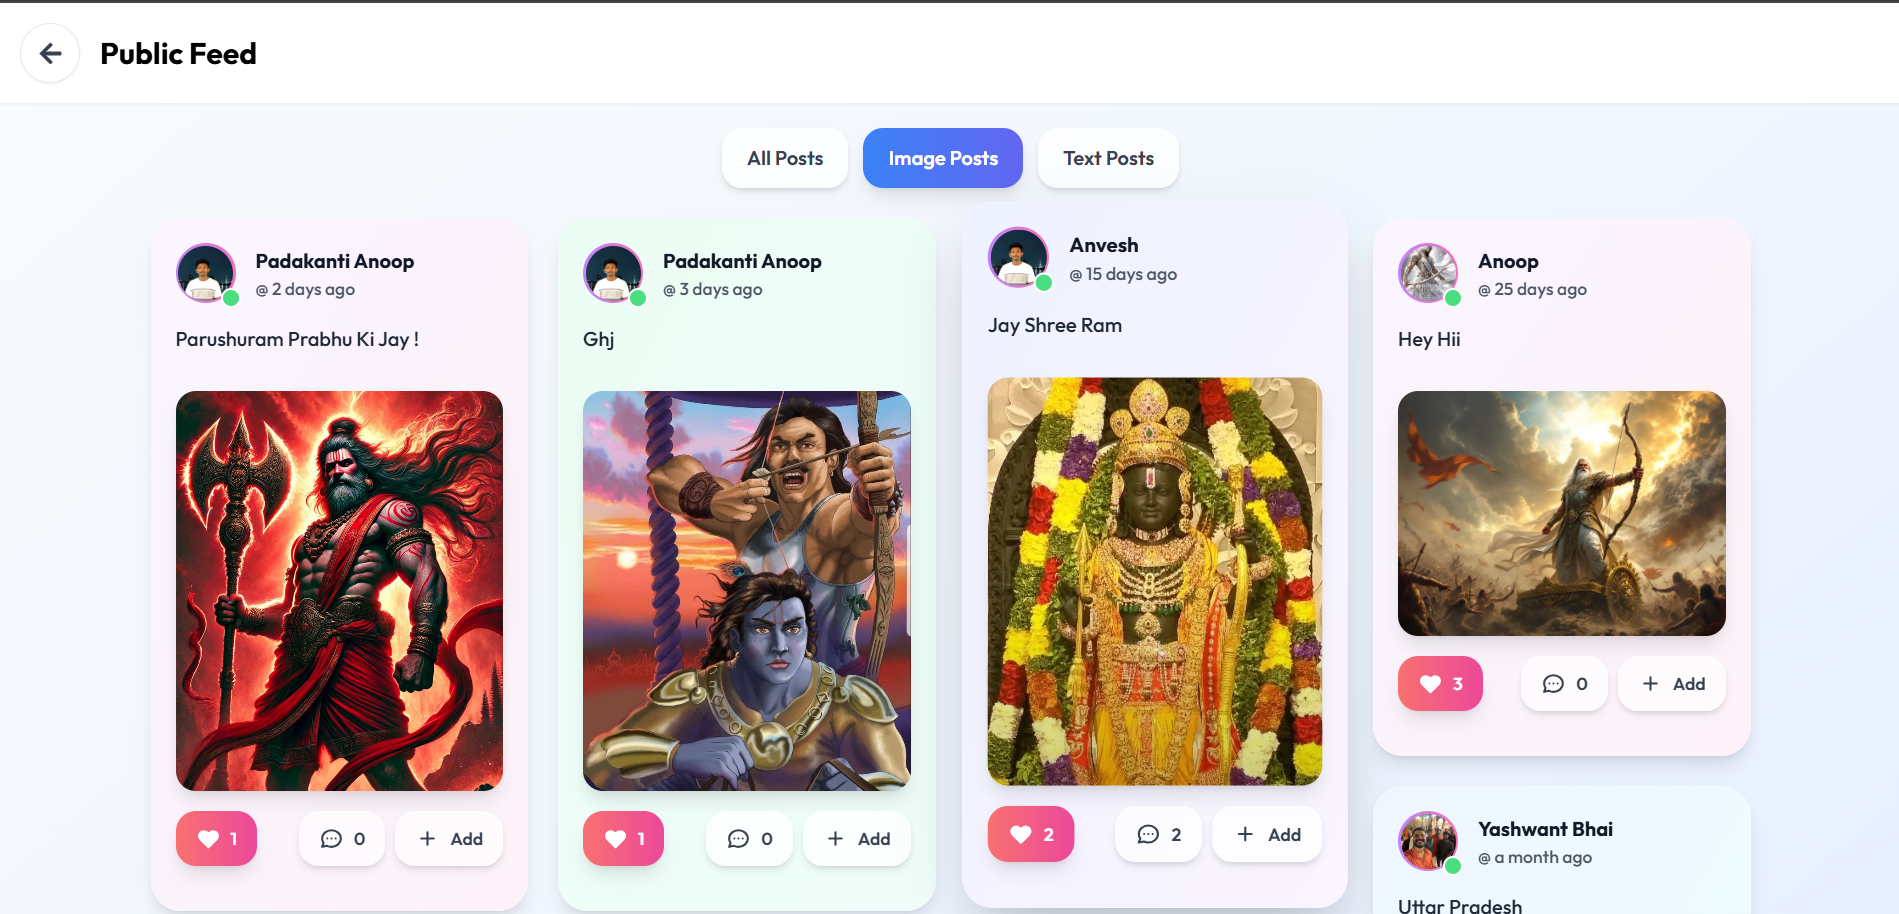 Public Feed
All Posts
Image Posts
Text Posts
Padakanti Anoop
@ 2 days ago
Parushuram Prabhu Ki Jay !
1
0
+ Add
Padakanti Anoop
@ 3 days ago
Ghj
1
0
+ Add
Anvesh
@ 15 days ago
Jay Shree Ram
2
2
+ Add
Anoop
@ 25 days ago
Hey Hii
3
0
+ Add
Yashwant Bhai
@ a month ago
Uttar Pradesh